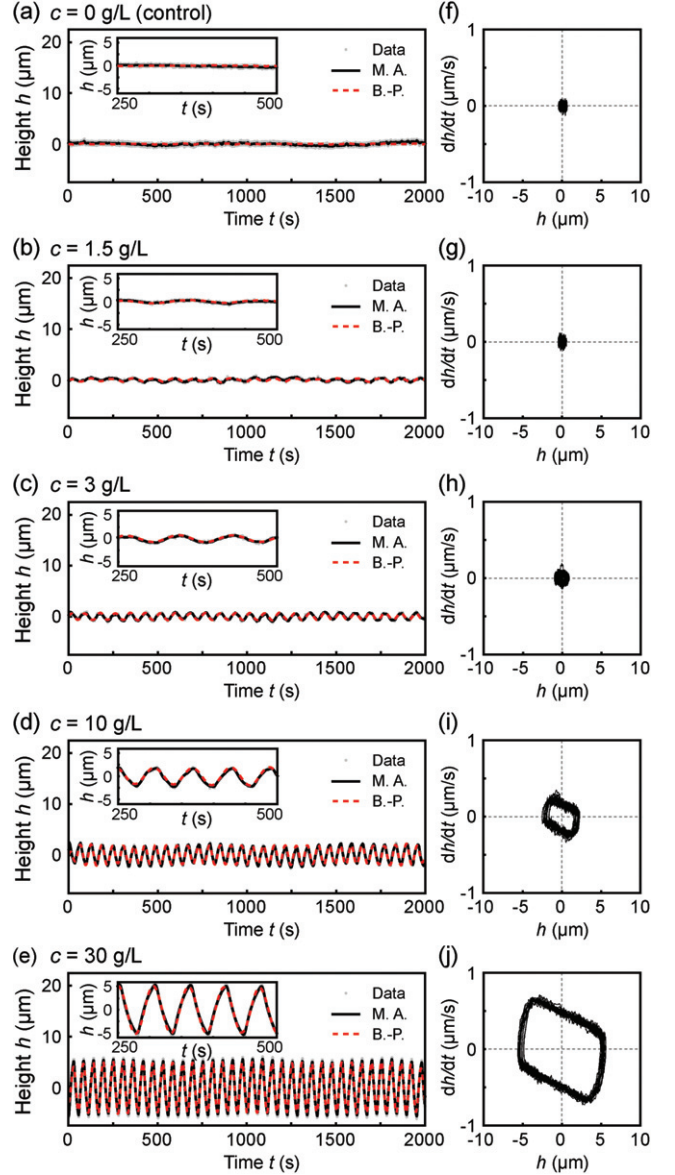 (a) c = 0 g/L (control)
Height h (µm)
20
10
0
h (µm)
5
0
-5
250
500
t (s)
Data
M. A.
B.-P.
0
500
1000
1500
2000
Time t (s)
(f)
dh/dt (µm/s)
1
0
-1
-10
-5
0
5
10
h (µm)
(b) c = 1.5 g/L
Height h (µm)
20
10
0
h (µm)
5
0
-5
250
500
t (s)
Data
M. A.
B.-P.
0
500
1000
1500
2000
Time t (s)
(g)
dh/dt (µm/s)
1
0
-1
-10
-5
0
5
10
h (µm)
(c) c = 3 g/L
Height h (µm)
20
10
0
h (µm)
5
0
-5
250
500
t (s)
Data
M. A.
B.-P.
0
500
1000
1500
2000
Time t (s)
(h)
dh/dt (µm/s)
1
0
-1
-10
-5
0
5
10
h (µm)
(d) c = 10 g/L
Height h (µm)
20
10
0
h (µm)
5
0
-5
250
500
t (s)
Data
M. A.
B.-P.
0
500
1000
1500
2000
Time t (s)
(i)
dh/dt (µm/s)
1
0
-1
-10
-5
0
5
10
h (µm)
(e) c = 30 g/L
Height h (µm)
20
10
0
h (µm)
5
0
-5
250
500
t (s)
Data
M. A.
B.-P.
0
500
1000
1500
2000
Time t (s)
(j)
dh/dt (µm/s)
1
0
-1
-10
-5
0
5
10
h (µm)